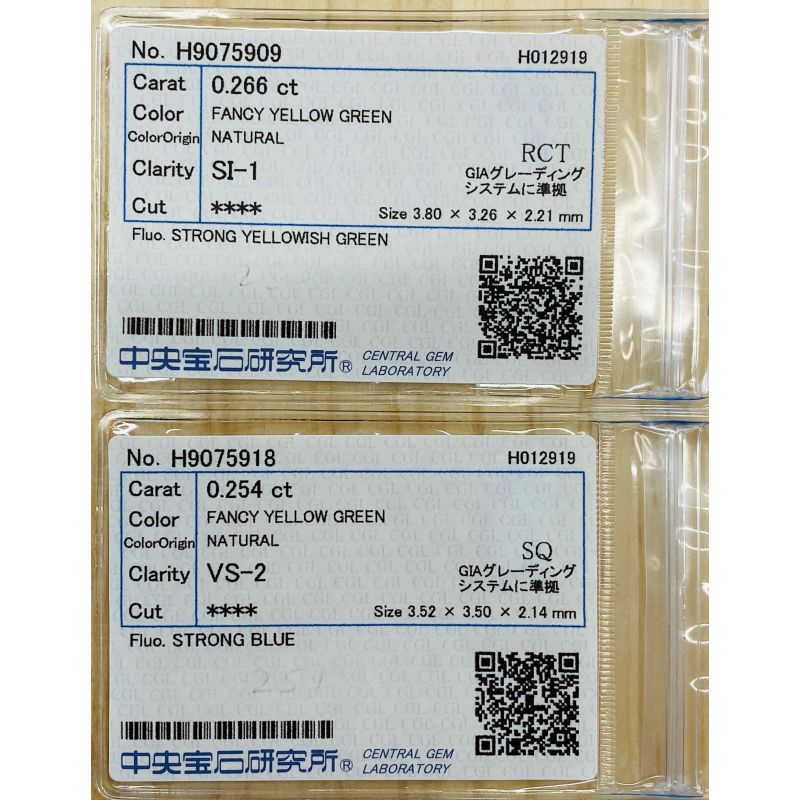 No. H9075909
H012919
Carat 0.266 ct
Color FANCY YELLOW GREEN
ColorOrigin NATURAL
RCT
Clarity SI-1
GIAグレーディング
システムに準拠
Cut ****
Size 3.80 × 3.26 × 2.21 mm
Fluo. STRONG YELLOWISH GREEN
中央宝石研究所® CENTRAL GEM
LABORATORY
No. H9075918
H012919
Carat 0.254 ct
Color FANCY YELLOW GREEN
ColorOrigin NATURAL
SQ
Clarity VS-2
GIAグレーディング
システムに準拠
Cut ****
Size 3.52 × 3.50 × 2.14 mm
Fluo. STRONG BLUE
中央宝石研究所® CENTRAL GEM
LABORATORY